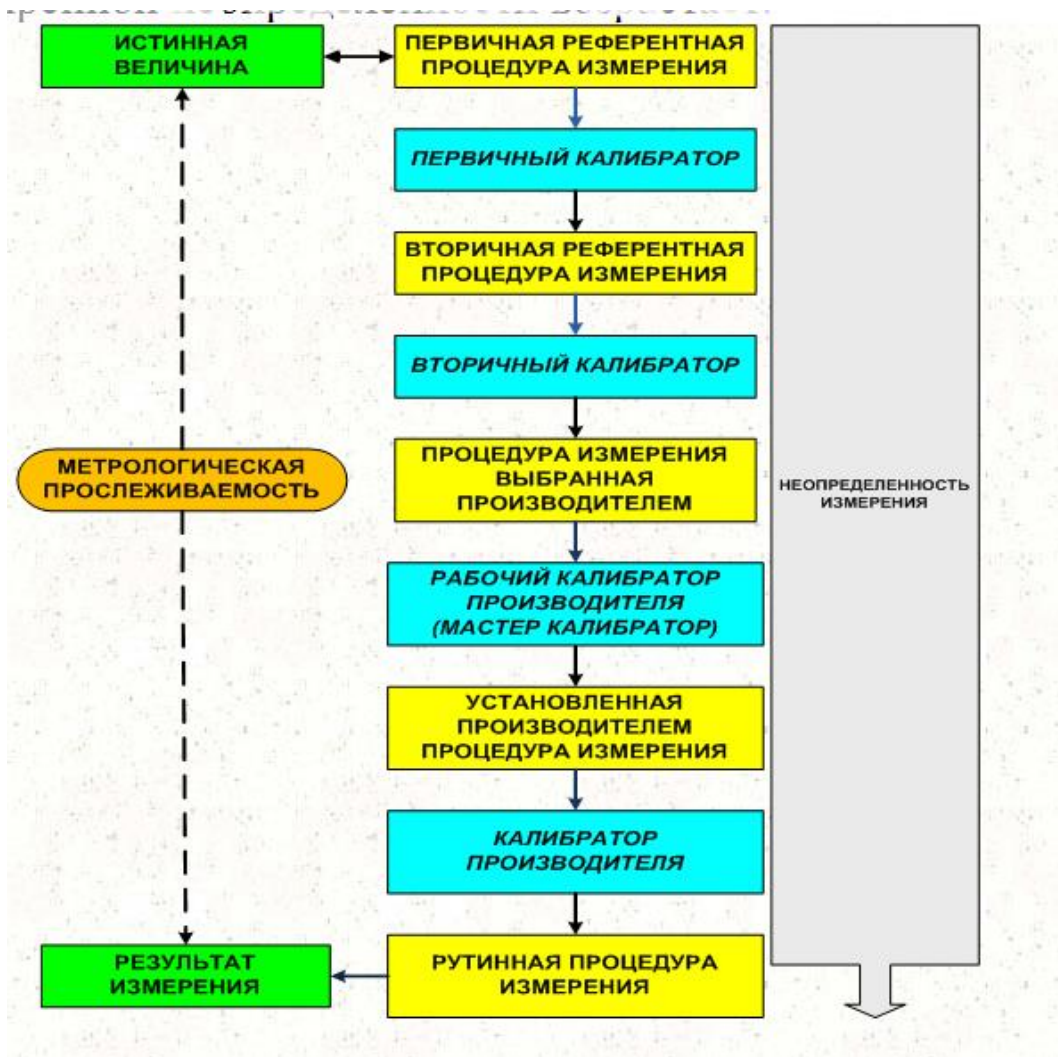 ИСТИННАЯ
ВЕЛИЧИНА
ПЕРВИЧНАЯ РЕФЕРЕНТНАЯ
ПРОЦЕДУРА ИЗМЕРЕНИЯ
ПЕРВИЧНЫЙ КАЛИБРАТОР
ВТОРИЧНАЯ РЕФЕРЕНТНАЯ
ПРОЦЕДУРА ИЗМЕРЕНИЯ
ВТОРИЧНЫЙ КАЛИБРАТОР
МЕТРОЛОГИЧЕСКАЯ
ПРОСЛЕЖИВАЕМОСТЬ
ПРОЦЕДУРА ИЗМЕРЕНИЯ
ВЫБРАННАЯ
ПРОИЗВОДИТЕЛЕМ
НЕОПРЕДЕЛЕННОСТЬ
ИЗМЕРЕНИЯ
РАБОЧИЙ КАЛИБРАТОР
ПРОИЗВОДИТЕЛЯ
(МАСТЕР КАЛИБРАТОР)
УСТАНОВЛЕННАЯ
ПРОИЗВОДИТЕЛЕМ
ПРОЦЕДУРА ИЗМЕРЕНИЯ
КАЛИБРАТОР
ПРОИЗВОДИТЕЛЯ
РЕЗУЛЬТАТ
ИЗМЕРЕНИЯ
РУТИННАЯ ПРОЦЕДУРА
ИЗМЕРЕНИЯ